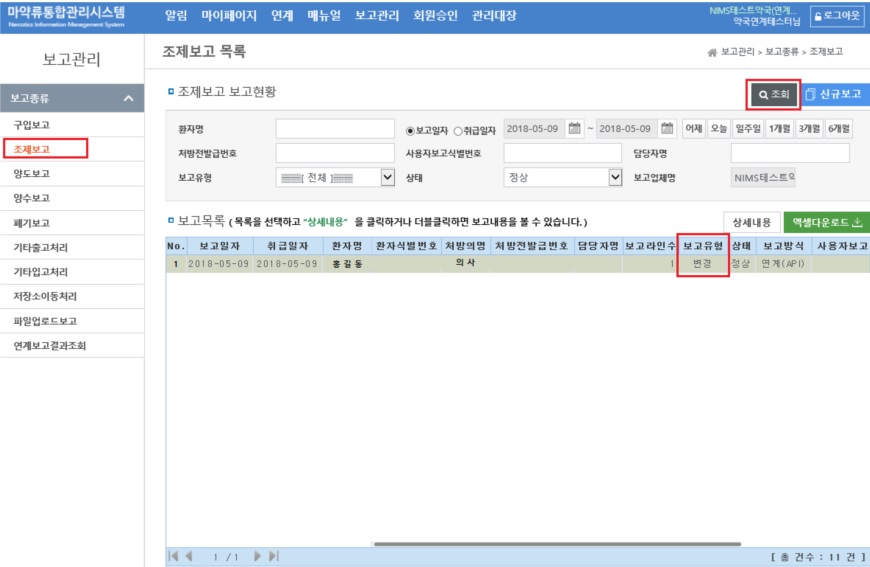 마약류통합관리시스템
Narcotics Information Management System
알림 마이페이지 연계 매뉴얼 보고관리 회원승인 관리대장
NIMS테스트약국(연계...
약국연계테스터님
로그아웃
보고관리
보고종류
구입보고
조제보고
양도보고
양수보고
폐기보고
기타출고처리
기타입고처리
저장소이동처리
파일업로드보고
연계보고결과조회
조제보고 목록
보고관리 > 보고종류 > 조제보고
조제보고 보고현황
조회 신규보고
환자명 보고일자 취급일자 2018-05-09 ~ 2018-05-09 어제 오늘 일주일 1개월 3개월 6개월
처방전발급번호 사용자보고식별번호 담당자명
보고유형 [ 전체 ] 상태 정상 보고업체명 NIMS테스트약
보고목록 ( 목록을 선택하고 "상세내용" 을 클릭하거나 더블클릭하면 보고내용을 볼 수 있습니다. )
상세내용 엑셀다운로드
No. 보고일자 취급일자 환자명 환자식별번호 처방의명 처방전발급번호 담당자명 보고라인수 보고유형 상태 보고방식 사용자보고
1 2018-05-09 2018-05-09 홍길동 의사 1 변경 정상 연계(API)
1 / 1
[ 총 건수 : 11 건 ]